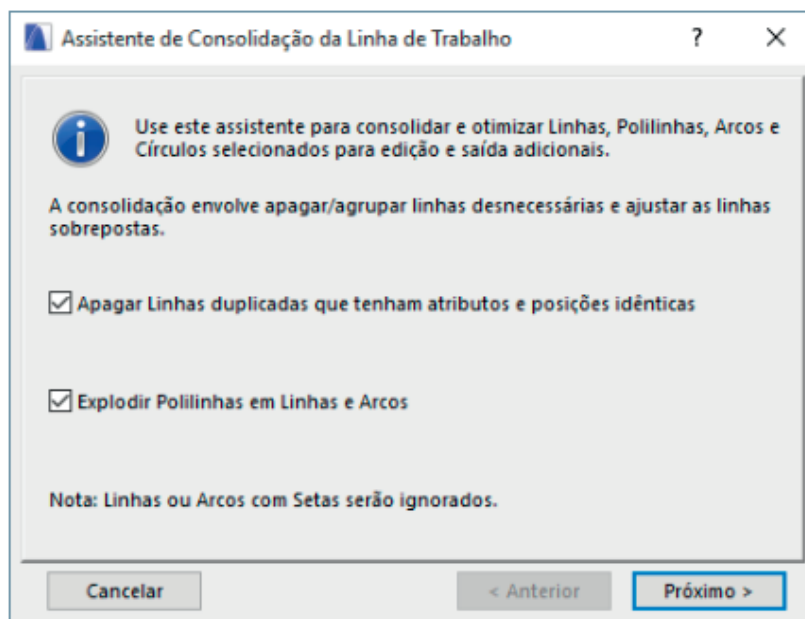 Assistente de Consolidação da Linha de Trabalho ?
Use este assistente para consolidar e otimizar Linhas, Polilinhas, Arcos e
Círculos selecionados para edição e saída adicionais.
A consolidação envolve apagar/agrupar linhas desnecessárias e ajustar as linhas
sobrepostas.
Apagar Linhas duplicadas que tenham atributos e posições idênticas
Explodir Polilinhas em Linhas e Arcos
Nota: Linhas ou Arcos com Setas serão ignorados.
Cancelar < Anterior Próximo >